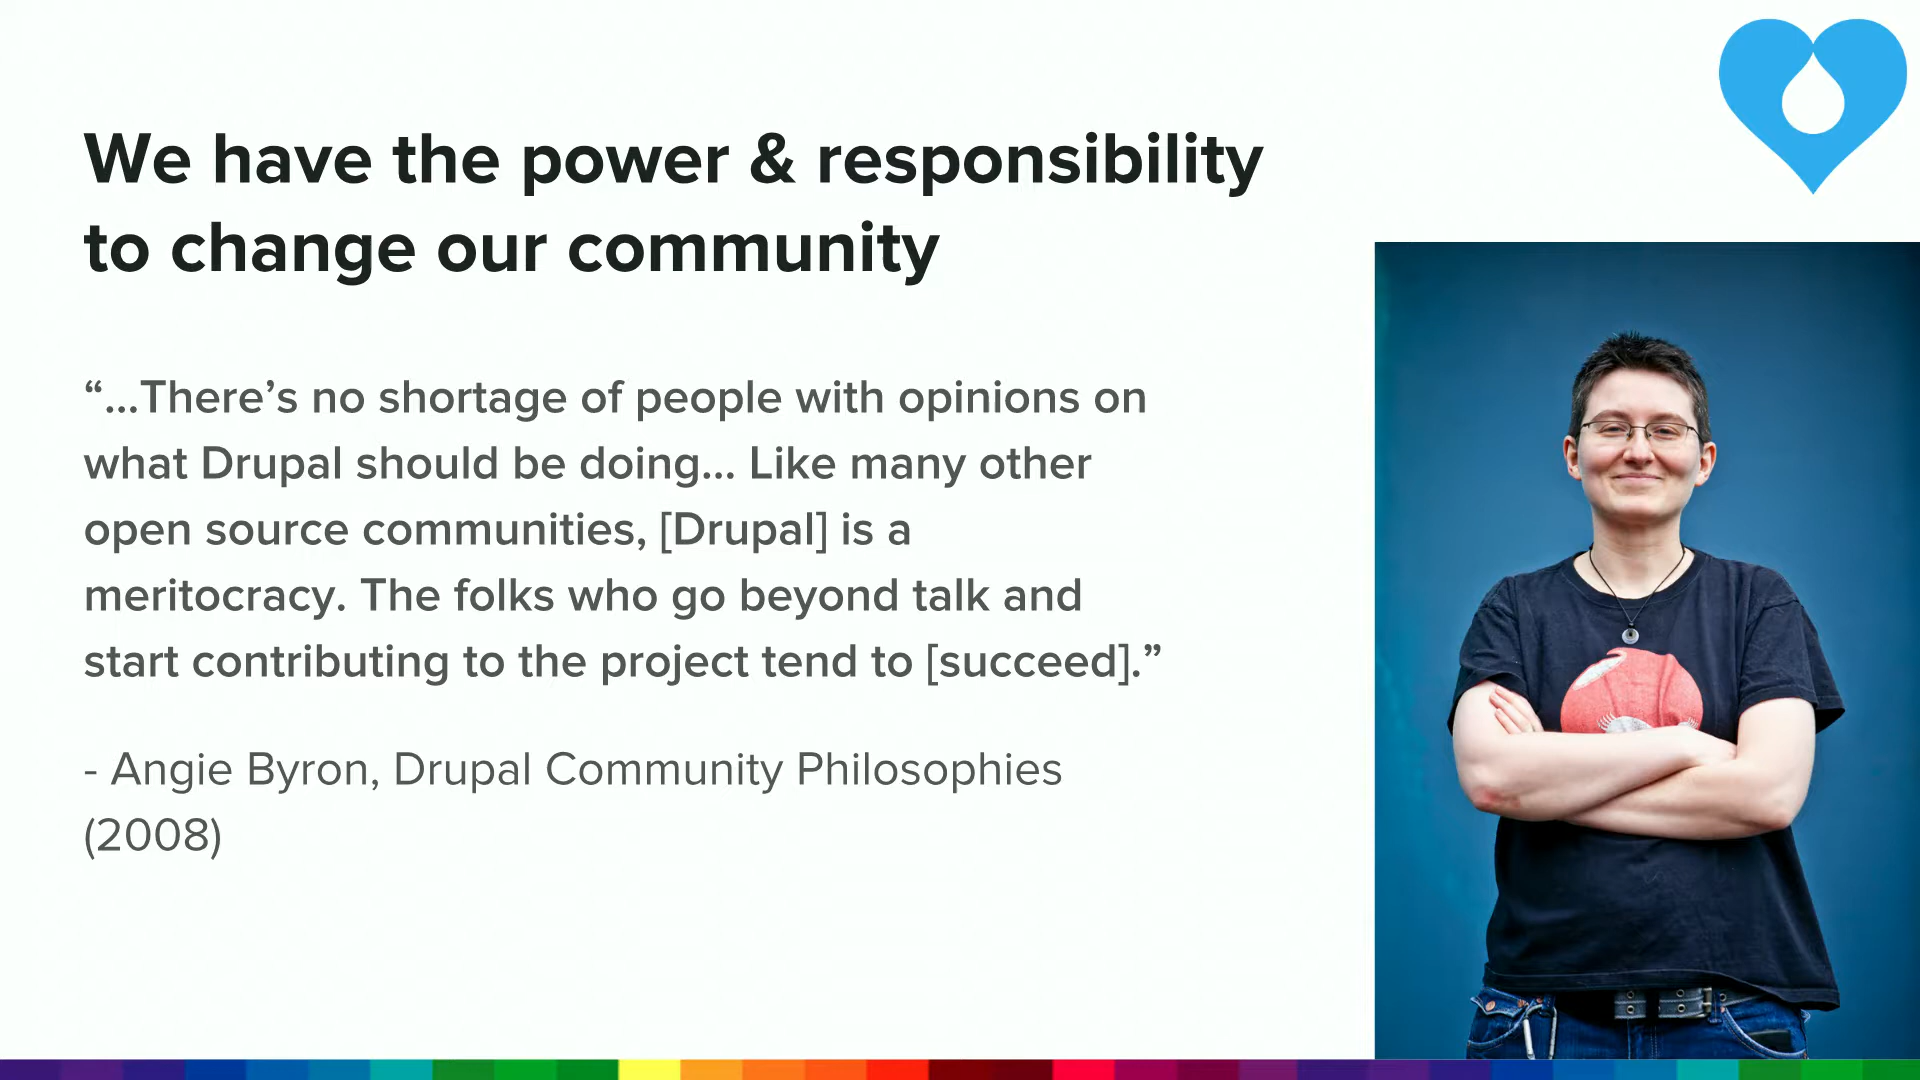 We have the power & responsibility
to change our community
“...There’s no shortage of people with opinions on
what Drupal should be doing... Like many other
open source communities, [Drupal] is a
meritocracy. The folks who go beyond talk and
start contributing to the project tend to [succeed].”
- Angie Byron, Drupal Community Philosophies
(2008)